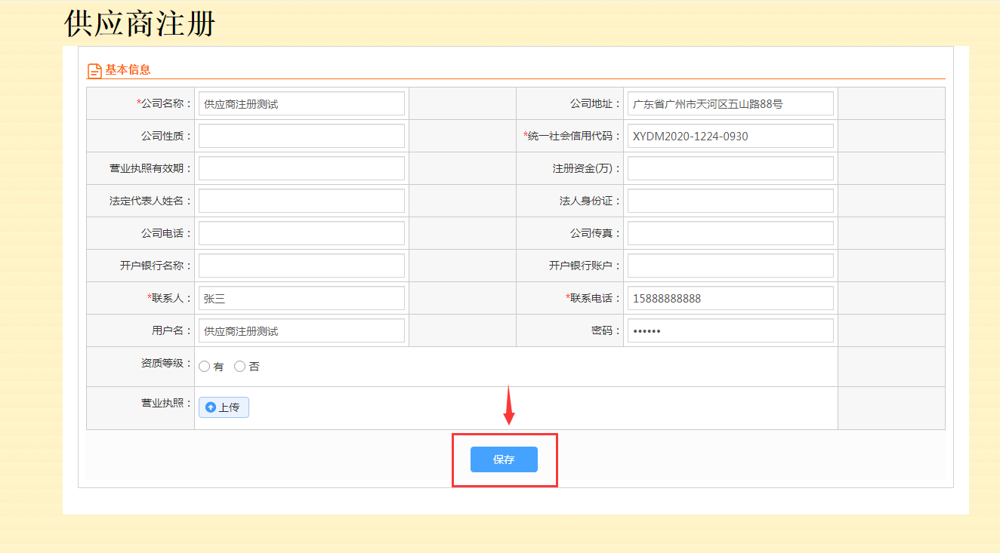 供应商注册
基本信息
*公司名称： 供应商注册测试 公司地址： 广东省广州市天河区五山路88号
公司性质： *统一社会信用代码： XYDM2020-1224-0930
营业执照有效期： 注册资金(万)：
法定代表人姓名： 法人身份证：
公司电话： 公司传真：
开户银行名称： 开户银行账户：
*联系人： 张三 *联系电话： 15888888888
用户名： 供应商注册测试 密码： ••••••
资质等级： 有 否
营业执照： 上传
保存